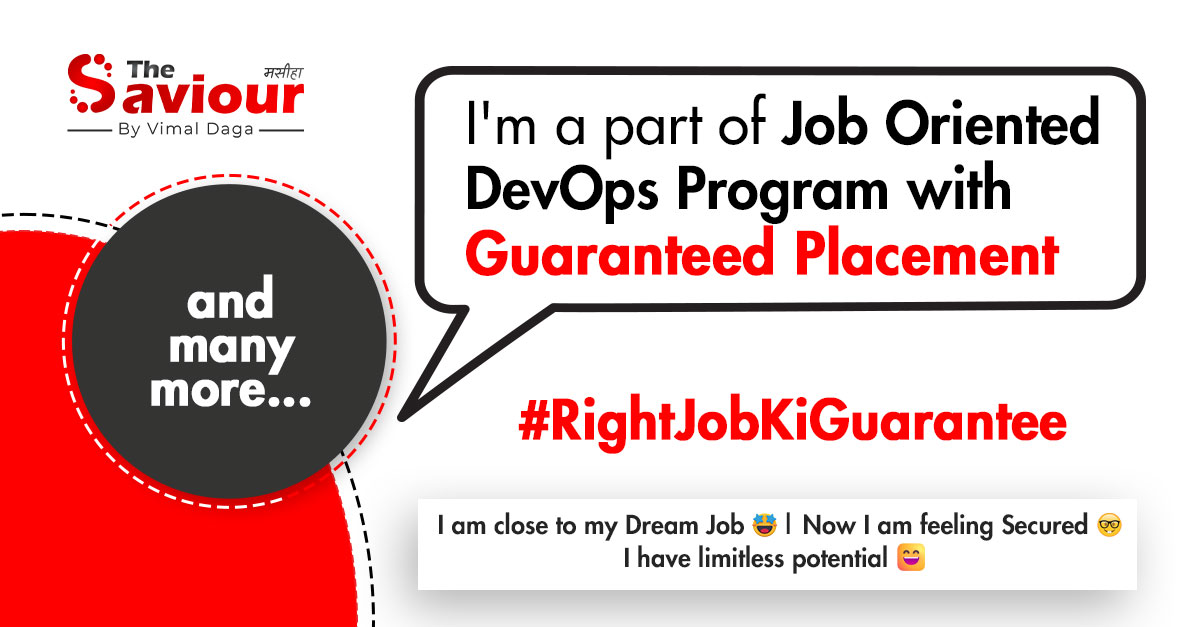 The मसीहा
Saviour
By Vimal Daga
I'm a part of Job Oriented
DevOps Program with
Guaranteed Placement
and
many
more...
#RightJobKiGuarantee
I am close to my Dream Job 🤩 | Now I am feeling Secured 🤓
I have limitless potential 😄